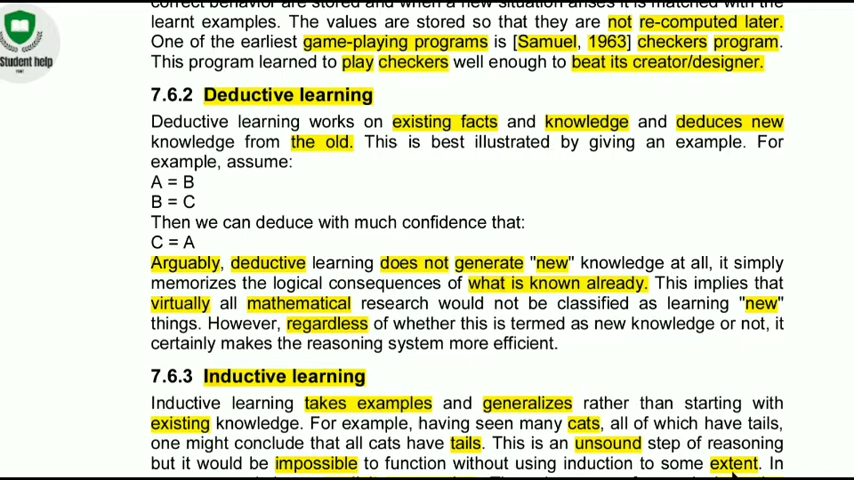 correct behavior are stored and when a new situation arises it is matched with the
learnt examples. The values are stored so that they are not re-computed later.
One of the earliest game-playing programs is [Samuel, 1963] checkers program.
This program learned to play checkers well enough to beat its creator/designer.
Student help
7.6.2 Deductive learning
Deductive learning works on existing facts and knowledge and deduces new
knowledge from the old. This is best illustrated by giving an example. For
example, assume:
A = B
B = C
Then we can deduce with much confidence that:
C = A
Arguably, deductive learning does not generate "new" knowledge at all, it simply
memorizes the logical consequences of what is known already. This implies that
virtually all mathematical research would not be classified as learning "new"
things. However, regardless of whether this is termed as new knowledge or not, it
certainly makes the reasoning system more efficient.
7.6.3 Inductive learning
Inductive learning takes examples and generalizes rather than starting with
existing knowledge. For example, having seen many cats, all of which have tails,
one might conclude that all cats have tails. This is an unsound step of reasoning
but it would be impossible to function without using induction to some extent. In